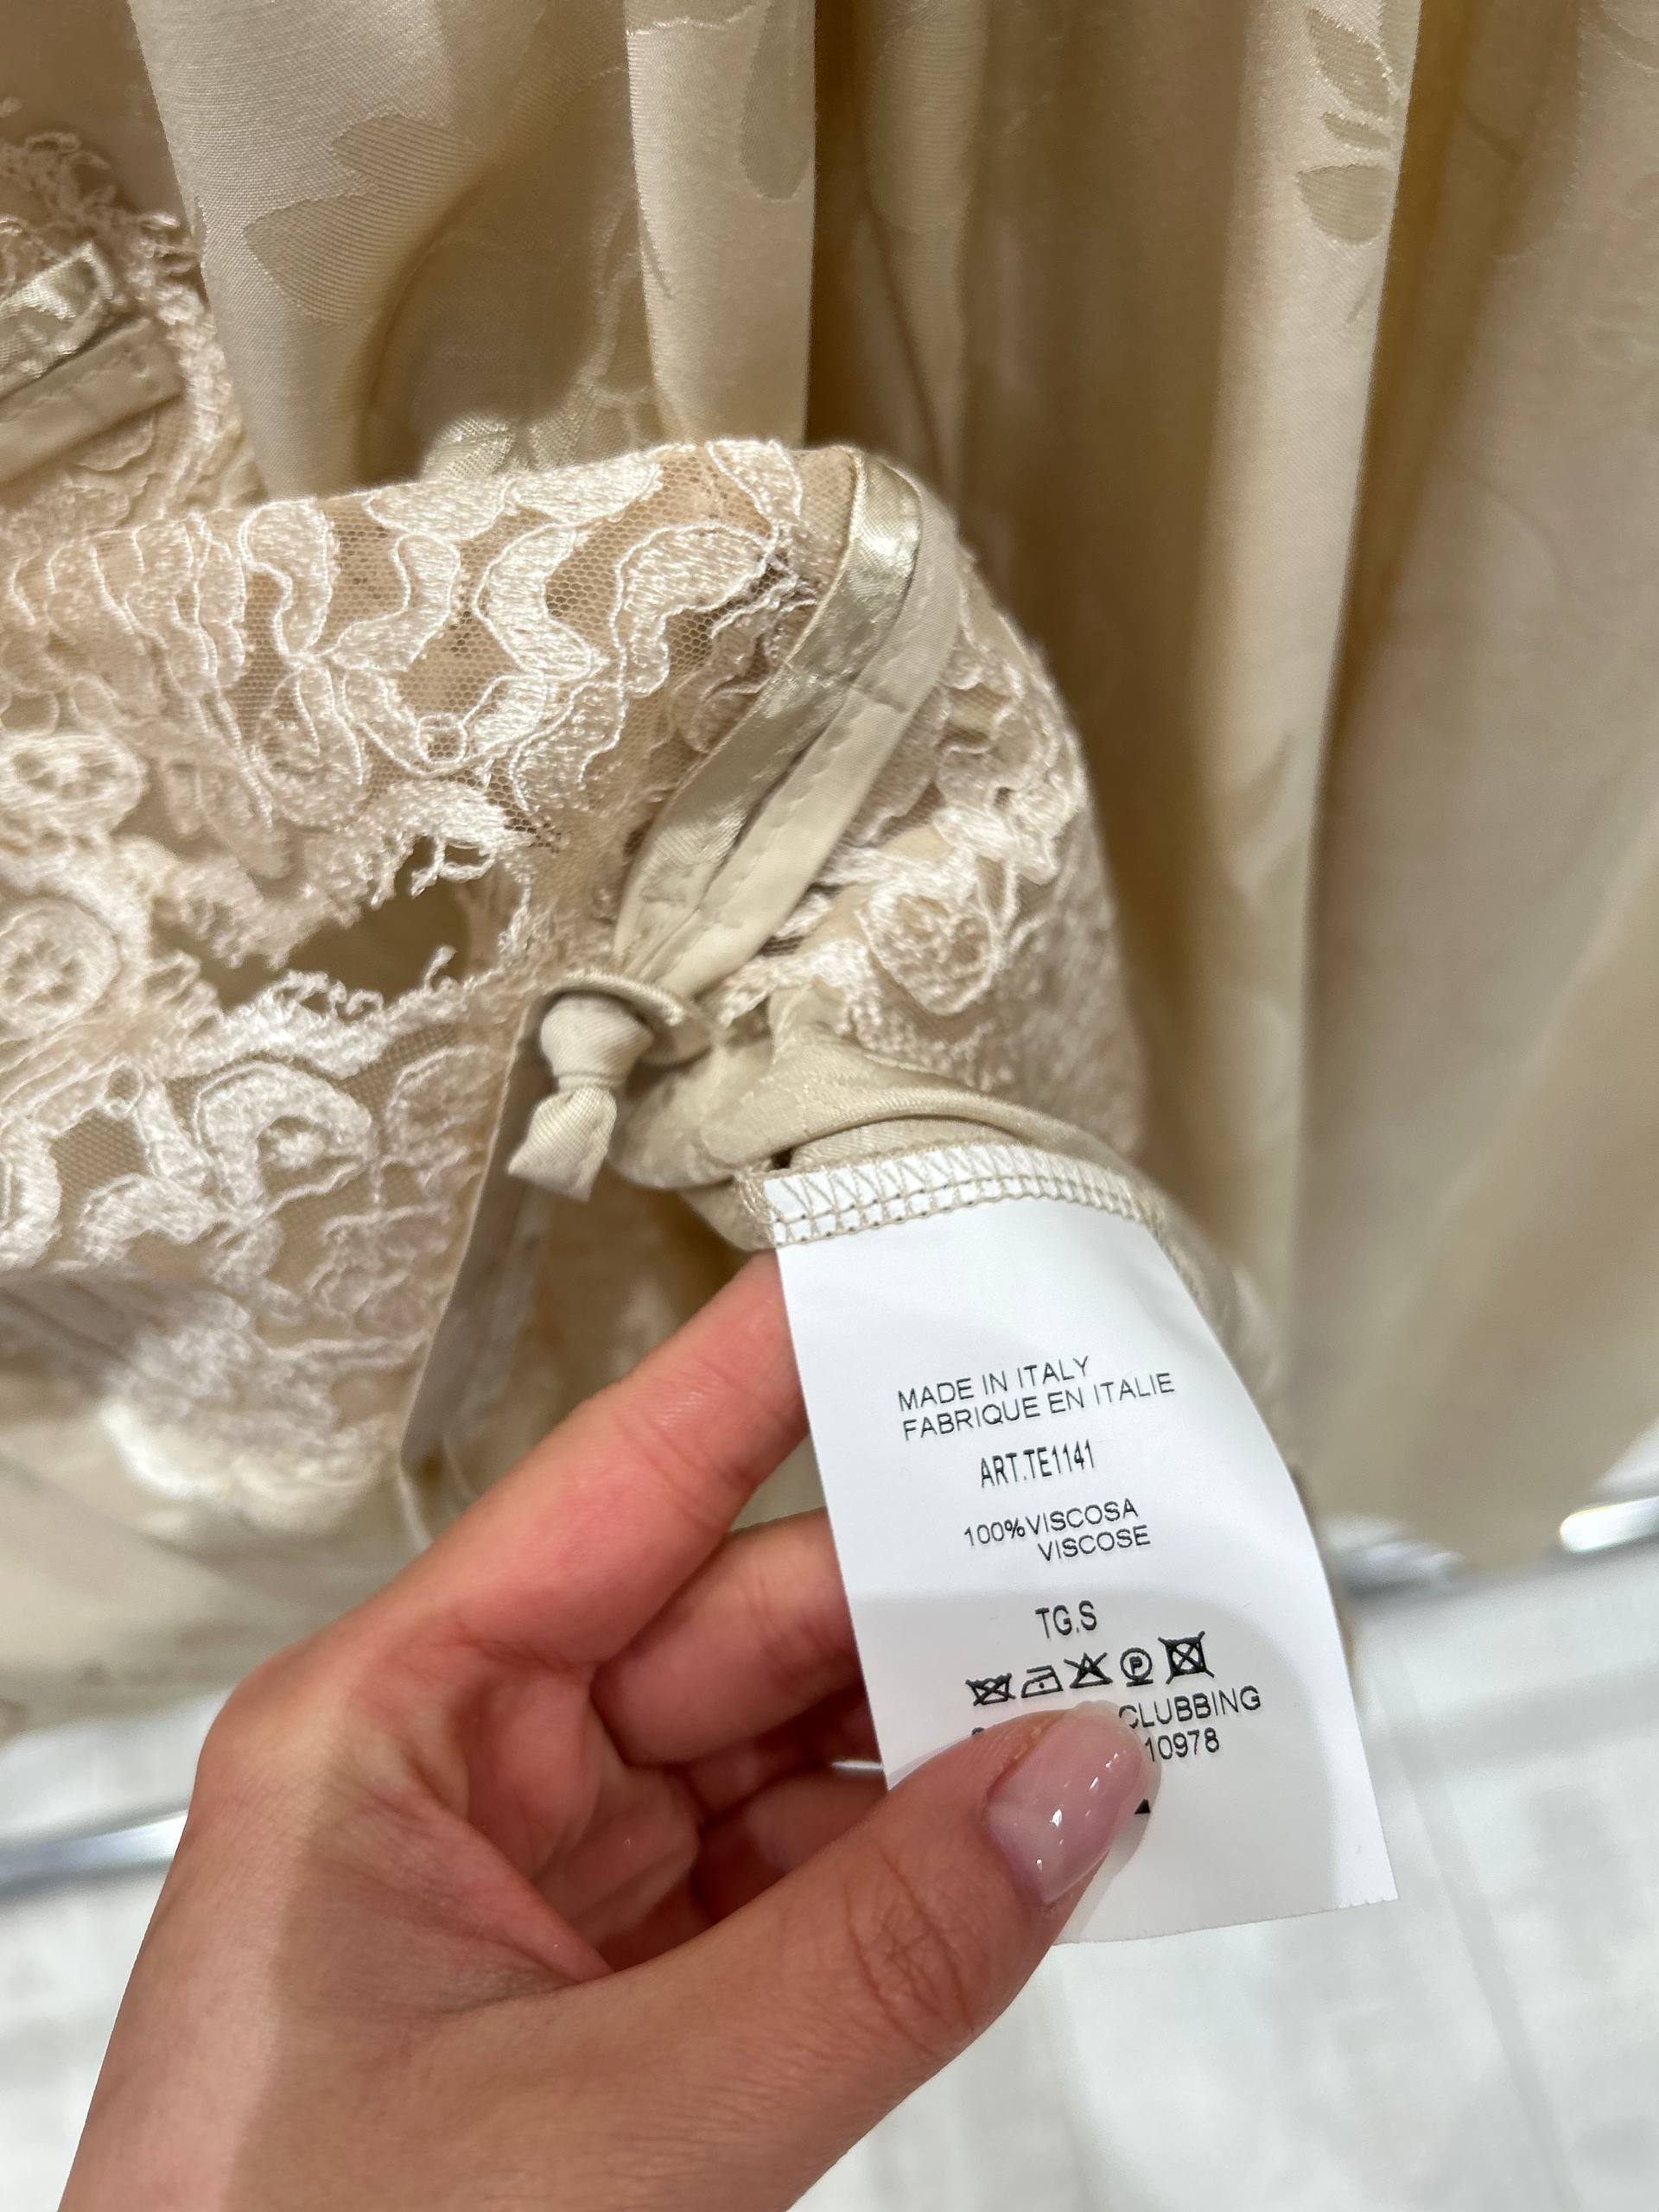 MADE IN ITALY
FABRIQUE EN ITALIE
ART.TE1141
100%VISCOSA
VISCOSE
TG.S
CLUBBING
10978